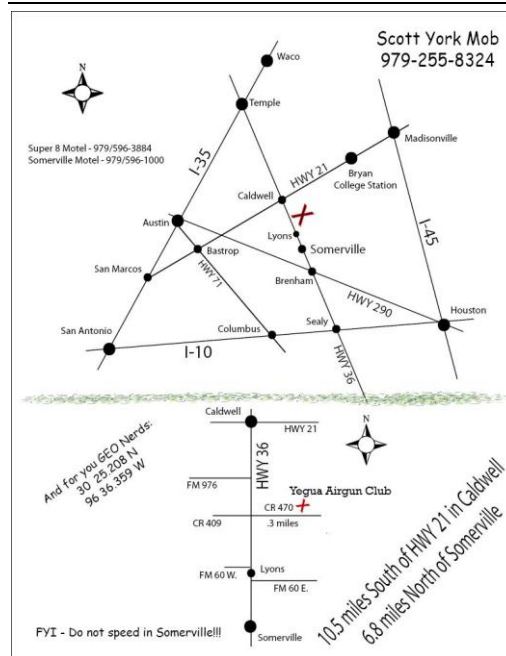 Scott York Mob
979-255-8324
Waco
N
Temple
Super 8 Motel - 979/596-3884
Somerville Motel - 979/596-1000
I-35
Madisonville
HWY 21
Bryan
College Station
Caldwell
I-45
Austin
Lyons
Somerville
Bastrop
HWY 71
San Marcos
Brenham
HWY 290
Houston
San Antonio
Columbus
Sealy
I-10
HWY 36
Caldwell
HWY 21
N
And for you GEO Nerds:
30 25.208 N
96 36.359 W
HWY 36
FM 976
Yegua Airgun Club
CR 470
CR 409
.3 miles
10.5 miles South of HWY 21 in Caldwell
6.8 miles North of Somerville
FM 60 W.
Lyons
FM 60 E.
FYI - Do not speed in Somerville!!!
Somerville